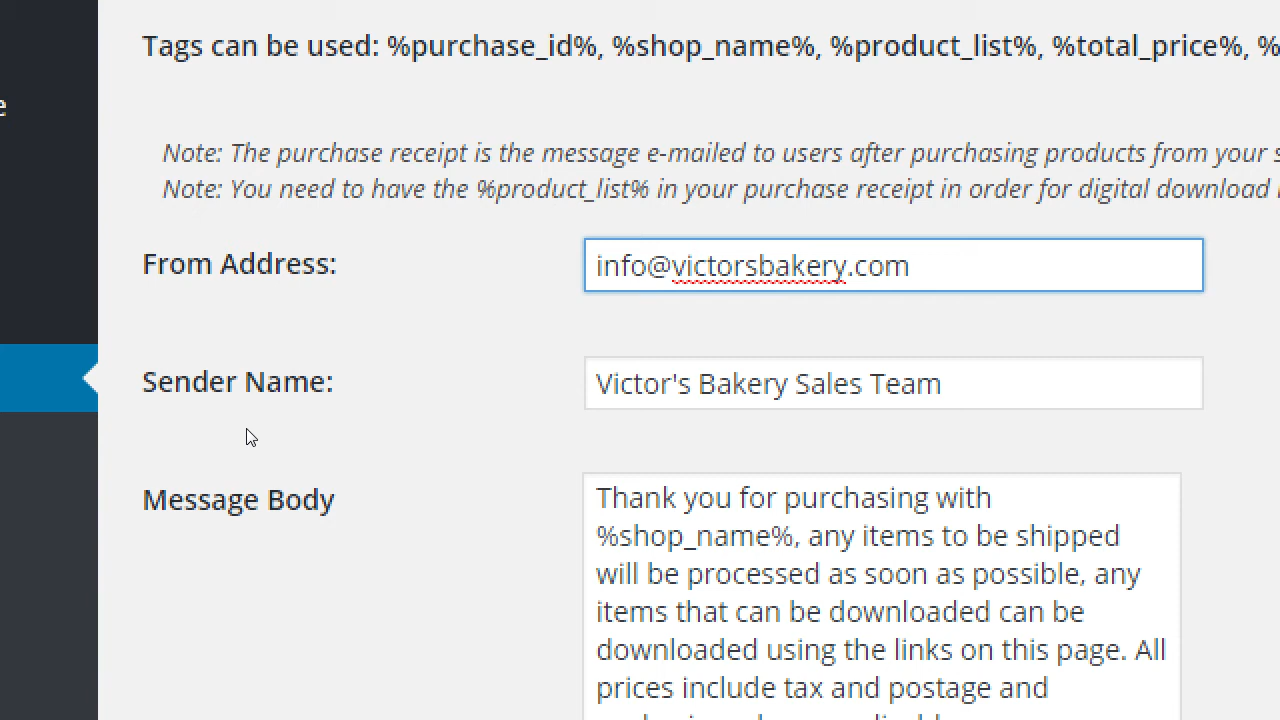 Tags can be used: %purchase_id%, %shop_name%, %product_list%, %total_price%, %
e
Note: The purchase receipt is the message e-mailed to users after purchasing products from your s
Note: You need to have the %product_list% in your purchase receipt in order for digital download
From Address:
info@victorsbakery.com
Sender Name:
Victor's Bakery Sales Team
Message Body
Thank you for purchasing with
%shop_name%, any items to be shipped
will be processed as soon as possible, any
items that can be downloaded can be
downloaded using the links on this page. All
prices include tax and postage and